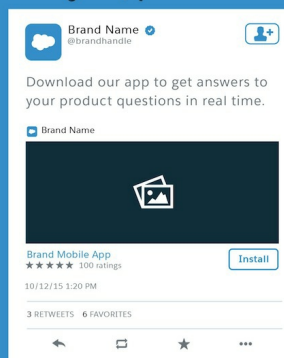 Brand Name
@brandhandle
Download our app to get answers to
your product questions in real time.
Brand Name
Brand Mobile App
100 ratings
Install
10/12/15 1:20 PM
3 RETWEETS 6 FAVORITES